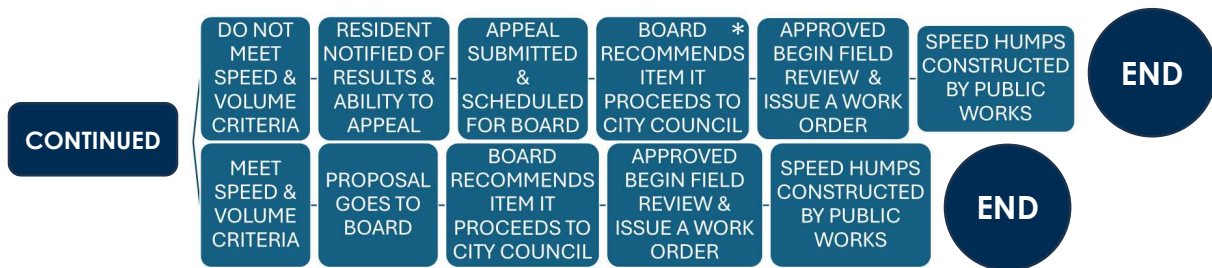 CONTINUED
DO NOT
MEET
SPEED &
VOLUME
CRITERIA
RESIDENT
NOTIFIED OF
RESULTS &
ABILITY TO
APPEAL
APPEAL
SUBMITTED
&
SCHEDULED
FOR BOARD
BOARD *
RECOMMENDS
ITEM IT
PROCEEDS TO
CITY COUNCIL
APPROVED
BEGIN FIELD
REVIEW &
ISSUE A WORK
ORDER
SPEED HUMPS
CONSTRUCTED
BY PUBLIC
WORKS
END
MEET
SPEED &
VOLUME
CRITERIA
PROPOSAL
GOES TO
BOARD
BOARD
RECOMMENDS
ITEM IT
PROCEEDS TO
CITY COUNCIL
APPROVED
BEGIN FIELD
REVIEW &
ISSUE A WORK
ORDER
SPEED HUMPS
CONSTRUCTED
BY PUBLIC
WORKS
END